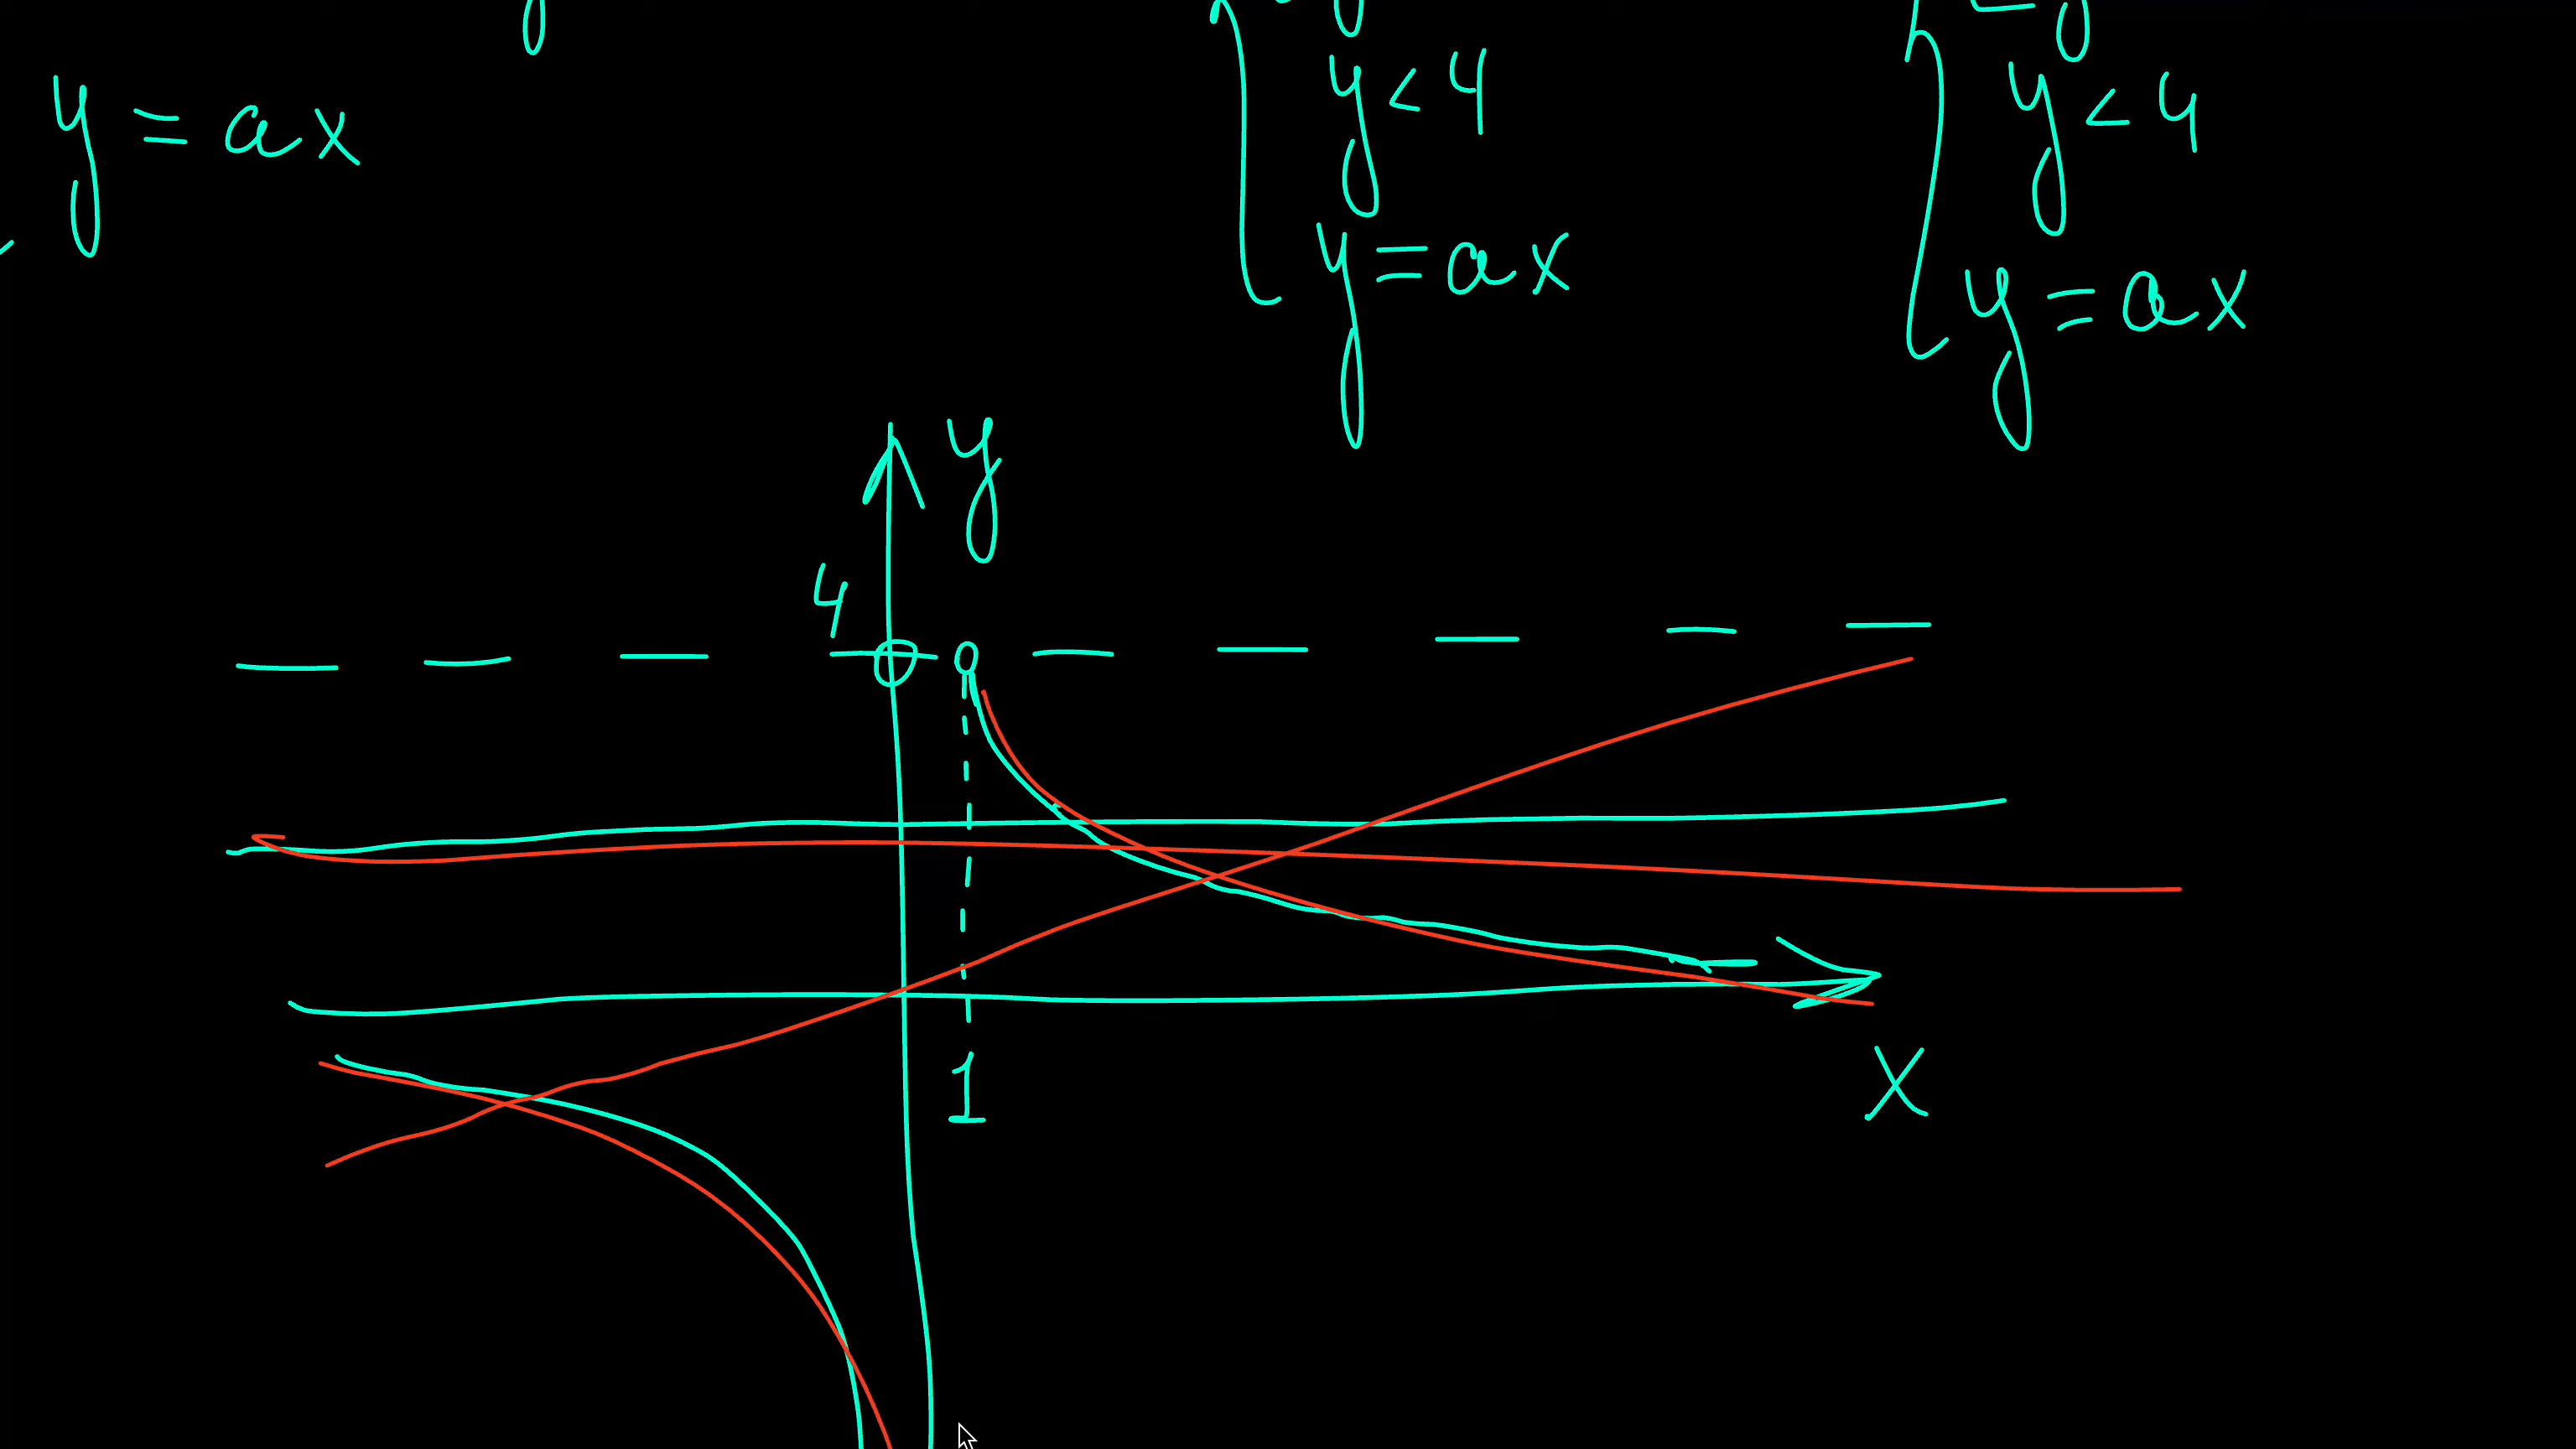 y = ax
y < 4
y = ax
y < 4
y = ax
y
4
1
x